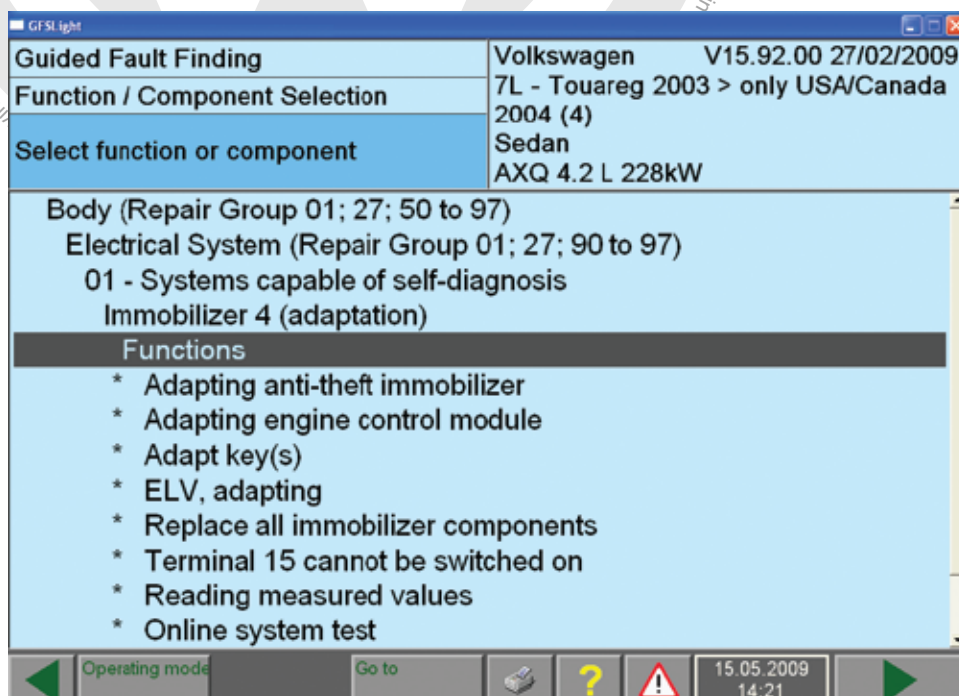 GFSLight
Guided Fault Finding
Function / Component Selection
Select function or component
Volkswagen V15.92.00 27/02/2009
7L - Touareg 2003 > only USA/Canada
2004 (4)
Sedan
AXQ 4.2 L 228kW
Body (Repair Group 01; 27; 50 to 97)
Electrical System (Repair Group 01; 27; 90 to 97)
01 - Systems capable of self-diagnosis
Immobilizer 4 (adaptation)
Functions
* Adapting anti-theft immobilizer
* Adapting engine control module
* Adapt key(s)
* ELV, adapting
* Replace all immobilizer components
* Terminal 15 cannot be switched on
* Reading measured values
* Online system test
Operating mode
Go to
?
!
15.05.2009
14:21